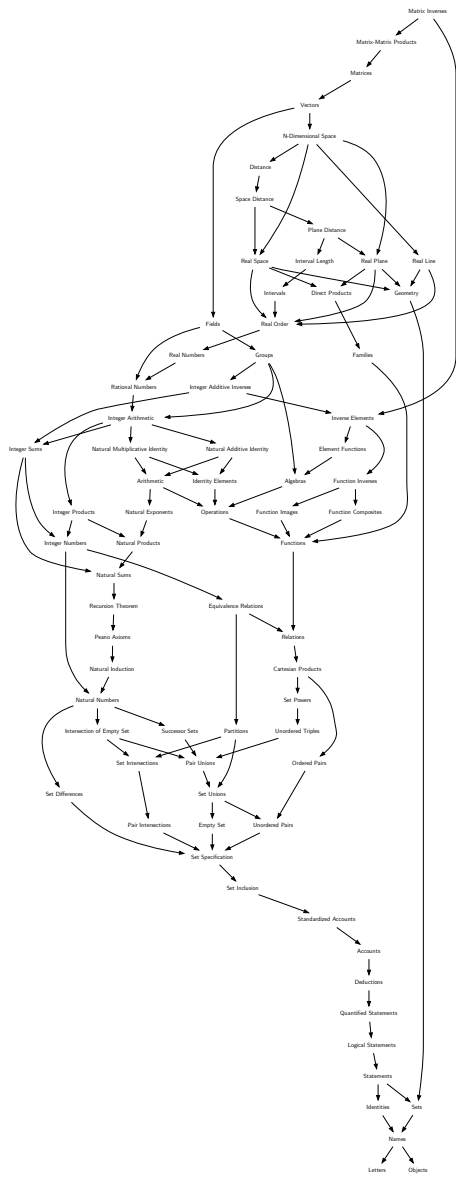 Matrix Inverses
Matrix-Matrix Products
Matrices
Vectors
N-Dimensional Space
Distance
Space Distance
Plane Distance
Real Space
Interval Length
Real Plane
Real Line
Intervals
Direct Products
Geometry
Fields
Real Order
Real Numbers
Groups
Families
Rational Numbers
Integer Additive Inverses
Integer Arithmetic
Inverse Elements
Integer Sums
Natural Multiplicative Identity
Natural Additive Identity
Element Functions
Arithmetic
Identity Elements
Algebras
Function Inverses
Integer Products
Natural Exponents
Operations
Function Images
Function Composites
Integer Numbers
Natural Products
Functions
Natural Sums
Recursion Theorem
Equivalence Relations
Peano Axioms
Relations
Natural Induction
Cartesian Products
Natural Numbers
Set Powers
Intersection of Empty Set
Successor Sets
Partitions
Unordered Triples
Set Intersections
Pair Unions
Ordered Pairs
Set Differences
Set Unions
Pair Intersections
Empty Set
Unordered Pairs
Set Specification
Set Inclusion
Standardized Accounts
Accounts
Deductions
Quantified Statements
Logical Statements
Statements
Identities
Sets
Names
Letters
Objects